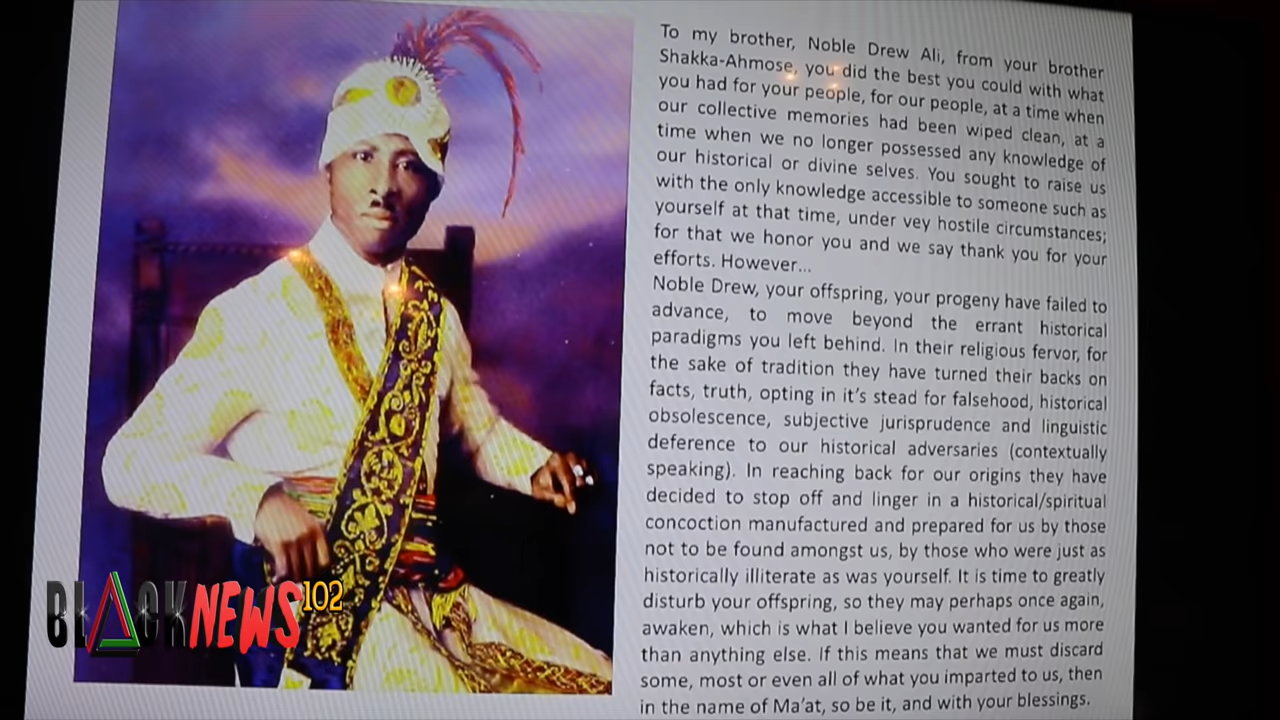 To my brother, Noble Drew Ali, from your brother
Shakka-Ahmose, you did the best you could with what
you had for your people, for our people, at a time when
our collective memories had been wiped clean, at a
time when we no longer possessed any knowledge of
our historical or divine selves. You sought to raise us
with the only knowledge accessible to someone such as
yourself at that time, under vey hostile circumstances;
for that we honor you and we say thank you for your
efforts. However...
Noble Drew, your offspring, your progeny have failed to
advance, to move beyond the errant historical
paradigms you left behind. In their religious fervor, for
the sake of tradition they have turned their backs on
facts, truth, opting in it's stead for falsehood, historical
obsolescence, subjective jurisprudence and linguistic
deference to our historical adversaries (contextually
speaking). In reaching back for our origins they have
decided to stop off and linger in a historical/spiritual
concoction manufactured and prepared for us by those
not to be found amongst us, by those who were just as
historically illiterate as was yourself. It is time to greatly
disturb your offspring, so they may perhaps once again,
awaken, which is what I believe you wanted for us more
than anything else. If this means that we must discard
some, most or even all of what you imparted to us, then
in the name of Ma'at, so be it, and with your blessings.
BLACK NEWS 102